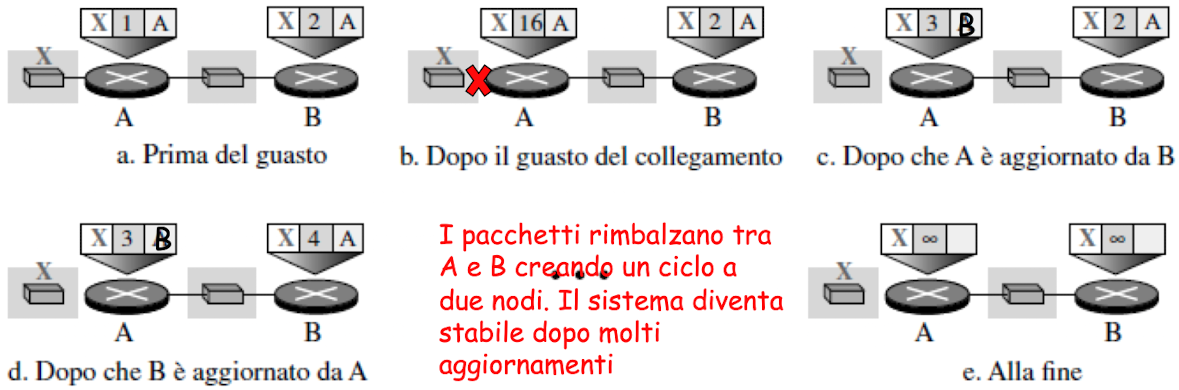 X 1 A
X 2 A
X
A
B
a. Prima del guasto
X 16 A
X 2 A
X
A
B
b. Dopo il guasto del collegamento
X 3 B
X 2 A
X
A
B
c. Dopo che A è aggiornato da B
X 3 B
X 4 A
X
A
B
d. Dopo che B è aggiornato da A
I pacchetti rimbalzano tra
A e B creando un ciclo a
due nodi. Il sistema diventa
stabile dopo molti
aggiornamenti
X ∞
X ∞
X
A
B
e. Alla fine